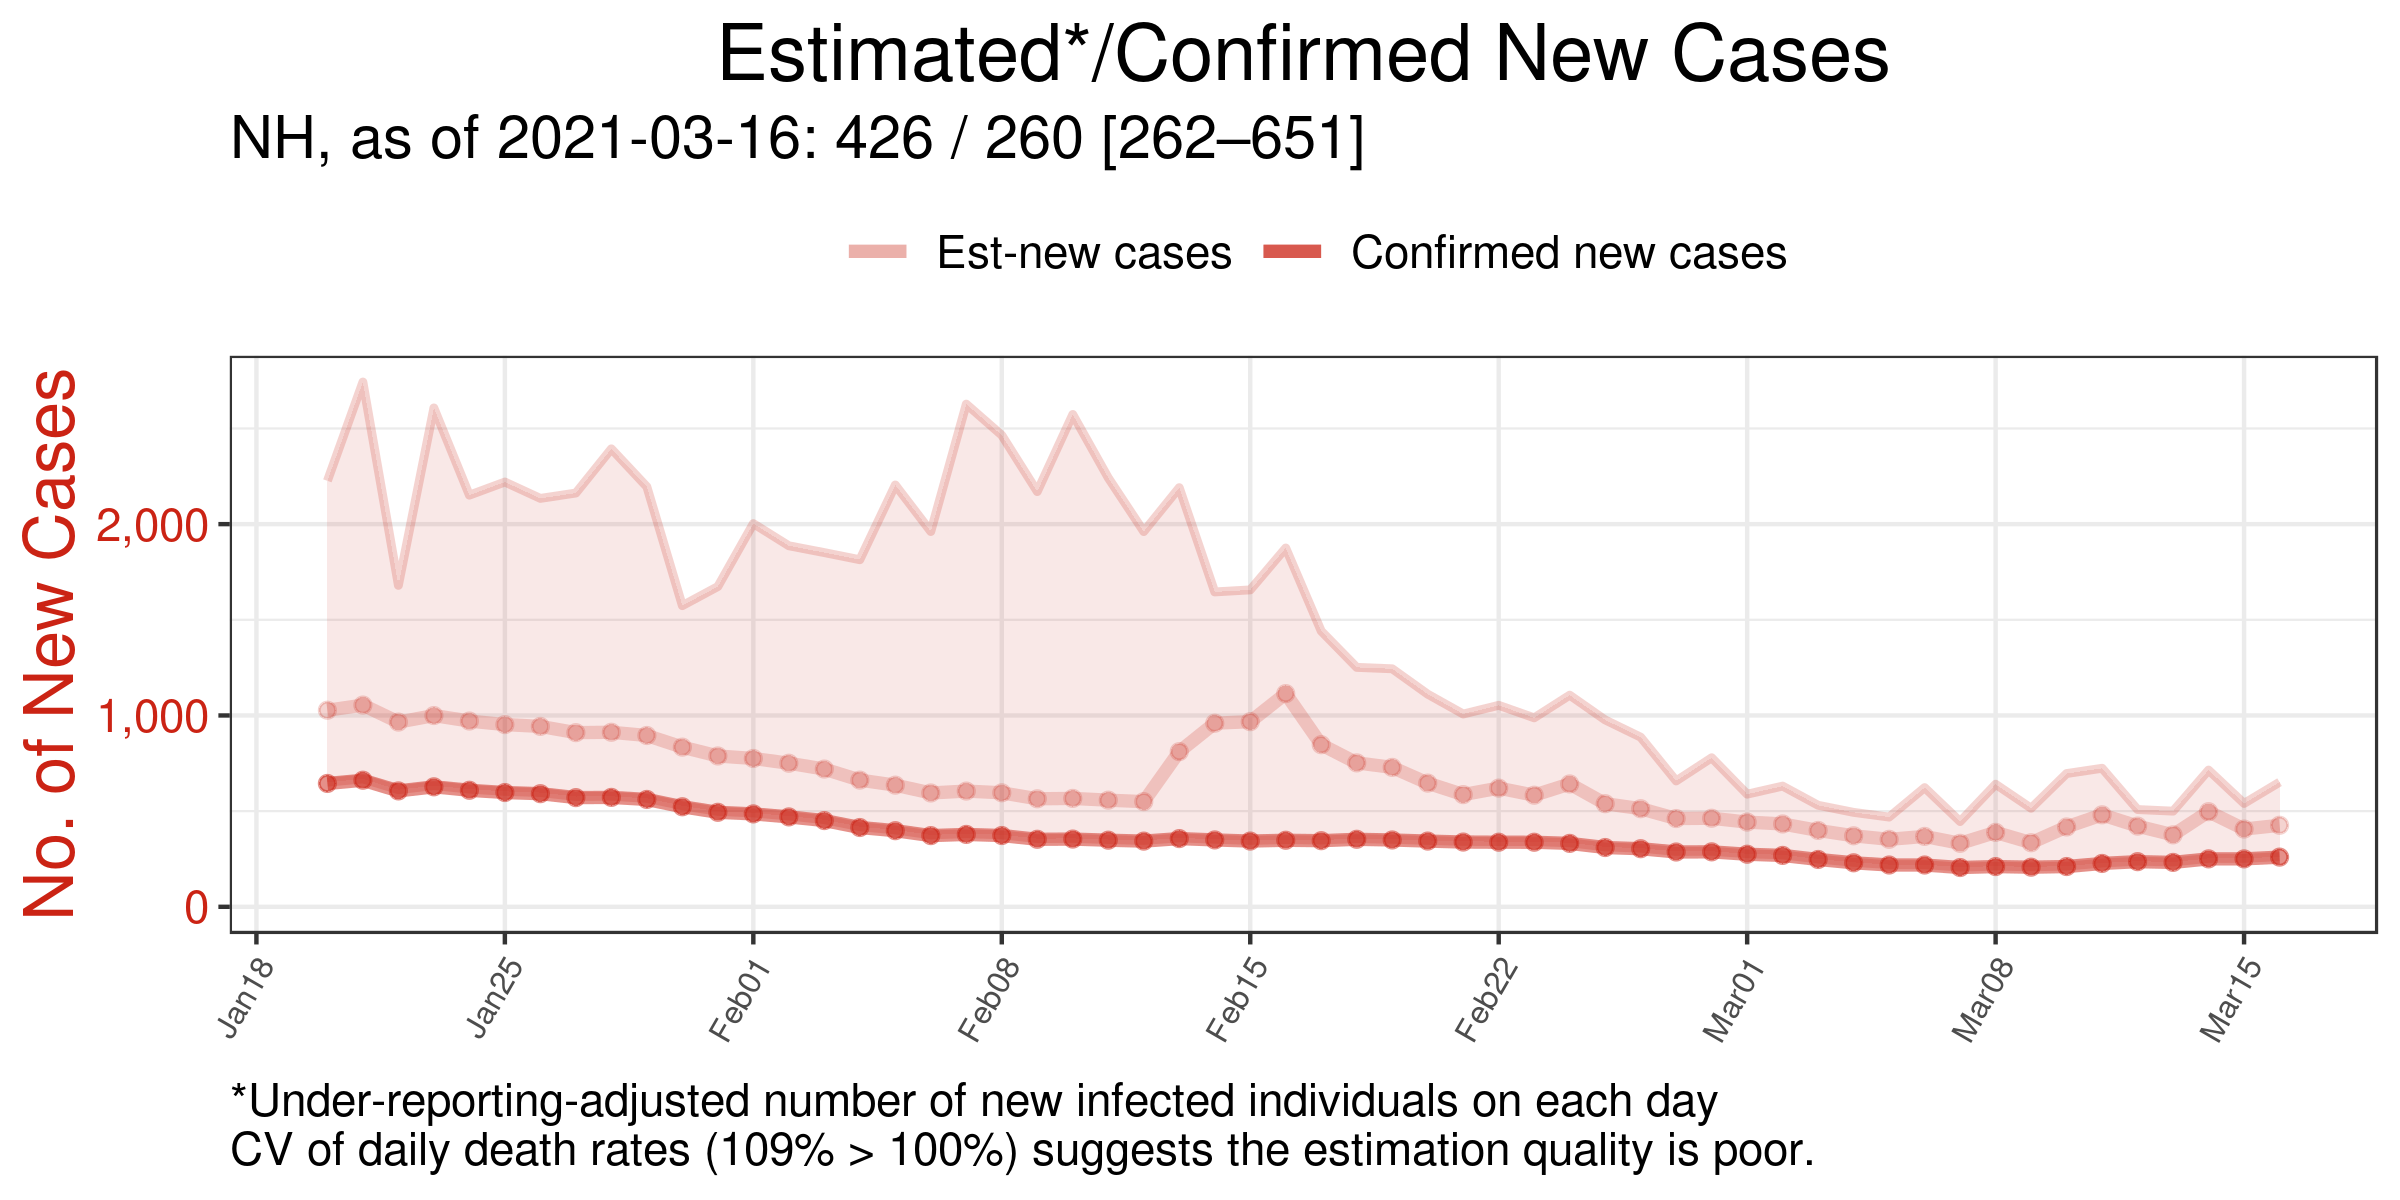 Estimated*/Confirmed New Cases
NH, as of 2021-03-16: 426 / 260 [262–651]
Est-new cases
Confirmed new cases
No. of New Cases
2,000
1,000
0
Jan18
Jan25
Feb01
Feb08
Feb15
Feb22
Mar01
Mar08
Mar15
*Under-reporting-adjusted number of new infected individuals on each day
CV of daily death rates (109% > 100%) suggests the estimation quality is poor.